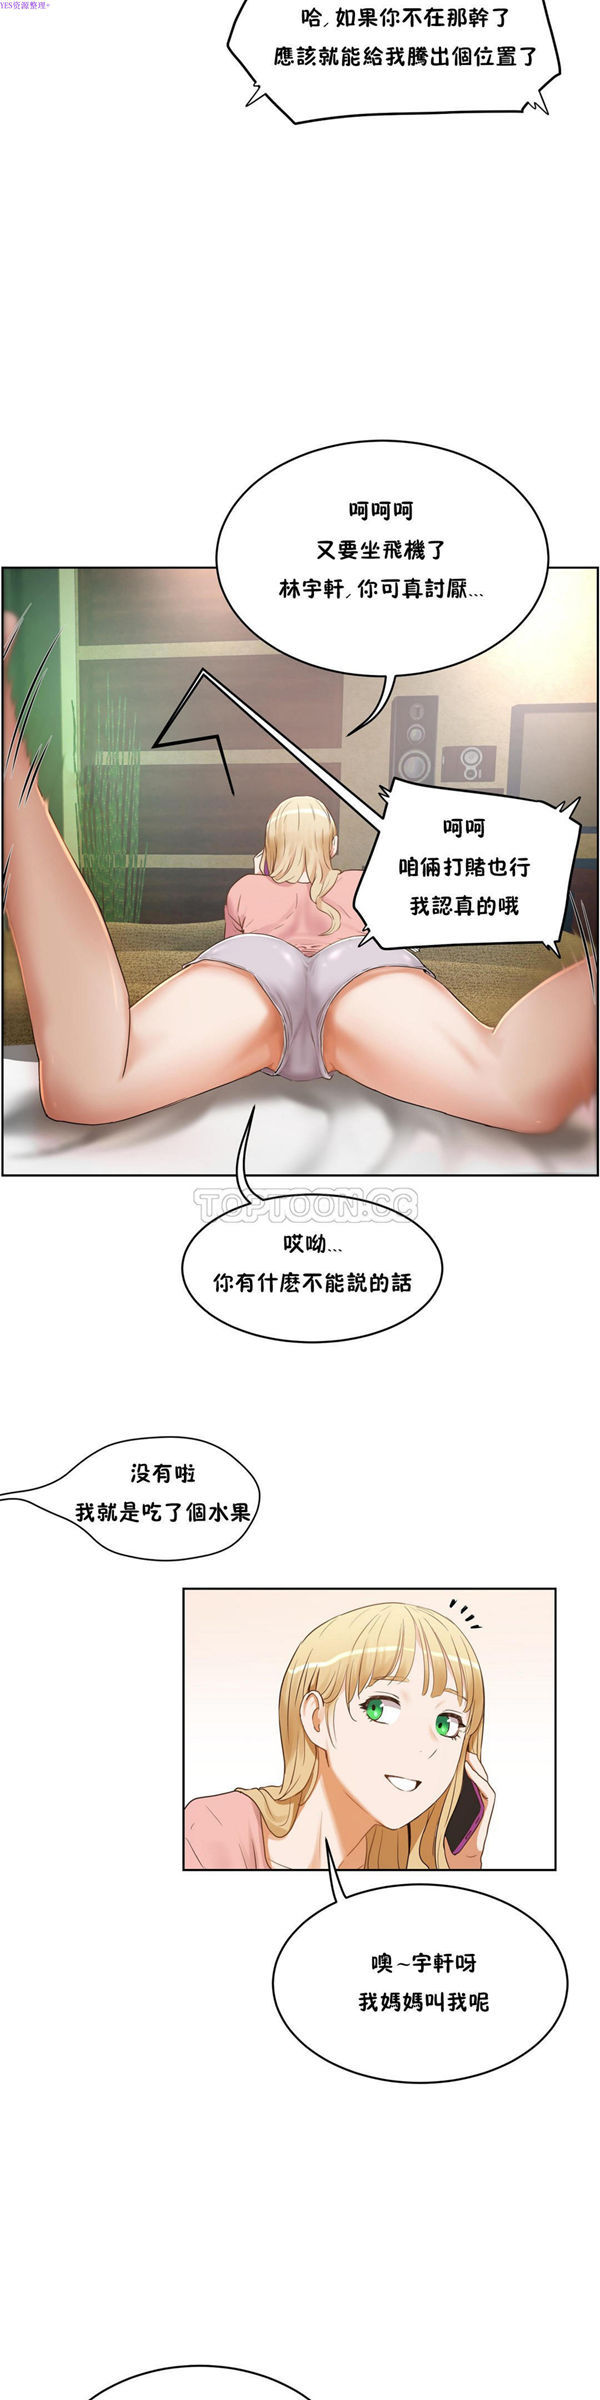 YES资源整理。
哈, 如果你不在那幹了
應該就能給我騰出個位置了
呵呵呵
又要坐飛機了
林宇軒, 你可真討厭...
呵呵
咱倆打賭也行
我認真的哦
TOPTOON.CC
哎呦...
你有什麼不能說的話
没有啦
我就是吃了個水果
噢~宇軒呀
我媽媽叫我呢